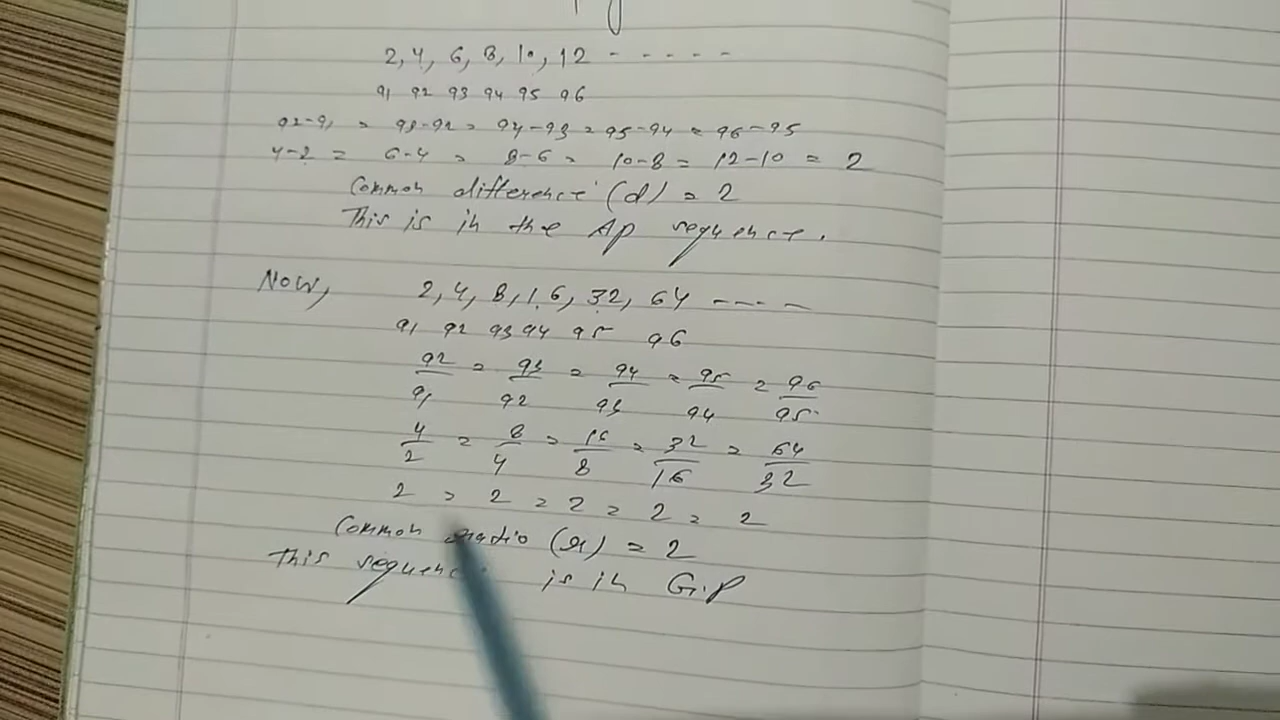 2, 4, 6, 8, 10, 12 - - - - -
a1 a2 a3 a4 a5 a6
a2-a1 = a3-a2 = a4-a3 = a5-a4 = a6-a5
4-2 = 6-4 = 8-6 = 10-8 = 12-10 = 2
Common difference (d) = 2
This is in the Ap sequence.
Now, 2, 4, 8, 16, 32, 64 - - - -
a1 a2 a3 a4 a5 a6
a2/a1 = a3/a2 = a4/a3 = a5/a4 = a6/a5
4/2 = 8/4 = 16/8 = 32/16 = 64/32
2 = 2 = 2 = 2 = 2
Common (r) = 2
This is in G.P